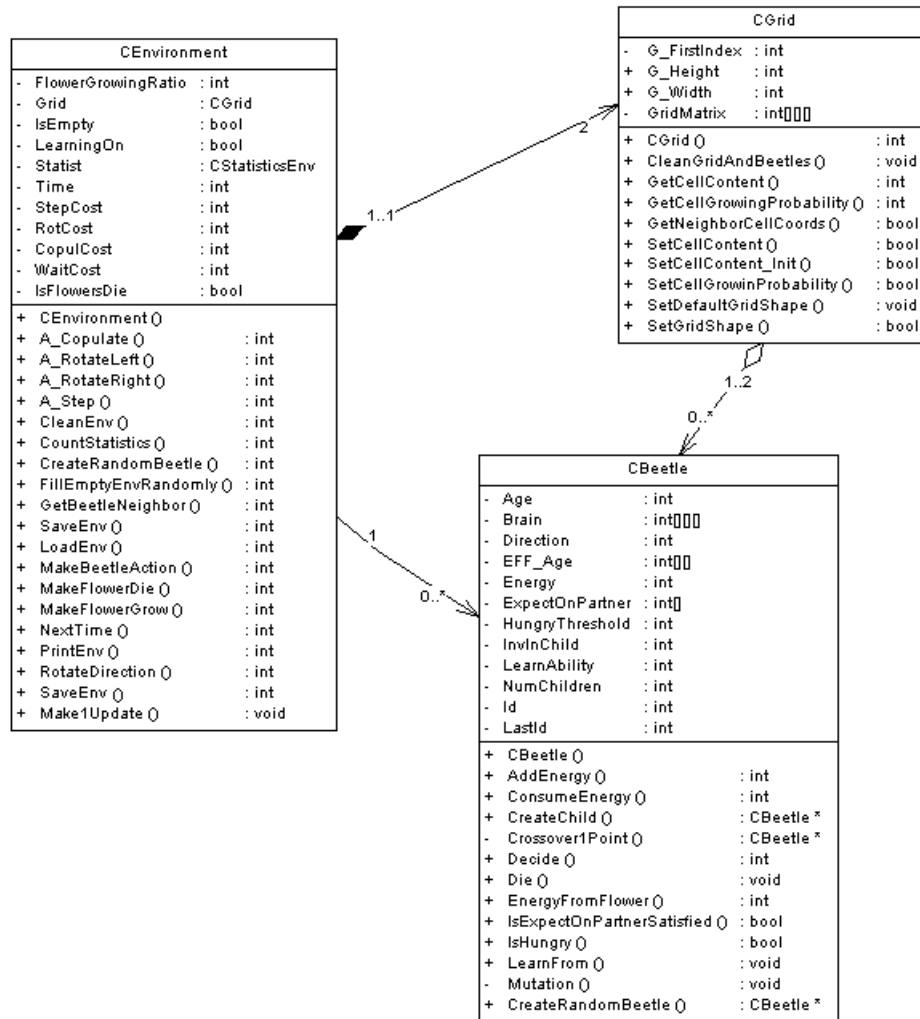 CEnvironment
- FlowerGrowingRatio : int
- Grid : CGrid
- IsEmpty : bool
- LearningOn : bool
- Statist : CStatisticsEnv
- Time : int
- StepCost : int
- RotCost : int
- CopulCost : int
- WaitCost : int
- IsFlowersDie : bool
+ CEnvironment ()
+ A_Copulate () : int
+ A_RotateLeft () : int
+ A_RotateRight () : int
+ A_Step () : int
+ CleanEnv () : int
+ CountStatistics () : int
+ CreateRandomBeetle () : int
+ FillEmptyEnvRandomly () : int
+ GetBeetleNeighbor () : int
+ SaveEnv () : int
+ LoadEnv () : int
+ MakeBeetleAction () : int
+ MakeFlowerDie () : int
+ MakeFlowerGrow () : int
+ NextTime () : int
+ PrintEnv () : int
+ RotateDirection () : int
+ SaveEnv () : int
+ Make1Update () : void
1..1
2
CGrid
- G_FirstIndex : int
+ G_Height : int
+ G_Width : int
- GridMatrix : int[][][]
+ CGrid () : int
+ CleanGridAndBeetles () : void
+ GetCellContent () : int
+ GetCellGrowingProbability () : int
+ GetNeighborCellCoords () : bool
+ SetCellContent () : bool
+ SetCellContent_Init () : bool
+ SetCellGrowinProbability () : bool
+ SetDefaultGridShape () : void
+ SetGridShape () : bool
1..2
0..*
1
0..*
CBeetle
- Age : int
- Brain : int[][][]
- Direction : int
- EFF_Age : int[][]
- Energy : int
- ExpectOnPartner : int[]
- HungryThreshold : int
- InvInChild : int
- LearnAbility : int
- NumChildren : int
- Id : int
- LastId : int
+ CBeetle ()
+ AddEnergy () : int
+ ConsumeEnergy () : int
+ CreateChild () : CBeetle *
- Crossover1Point () : CBeetle *
+ Decide () : int
+ Die () : void
+ EnergyFromFlower () : int
+ IsExpectOnPartnerSatisfied () : bool
+ IsHungry () : bool
+ LearnFrom () : void
- Mutation () : void
+ CreateRandomBeetle () : CBeetle *